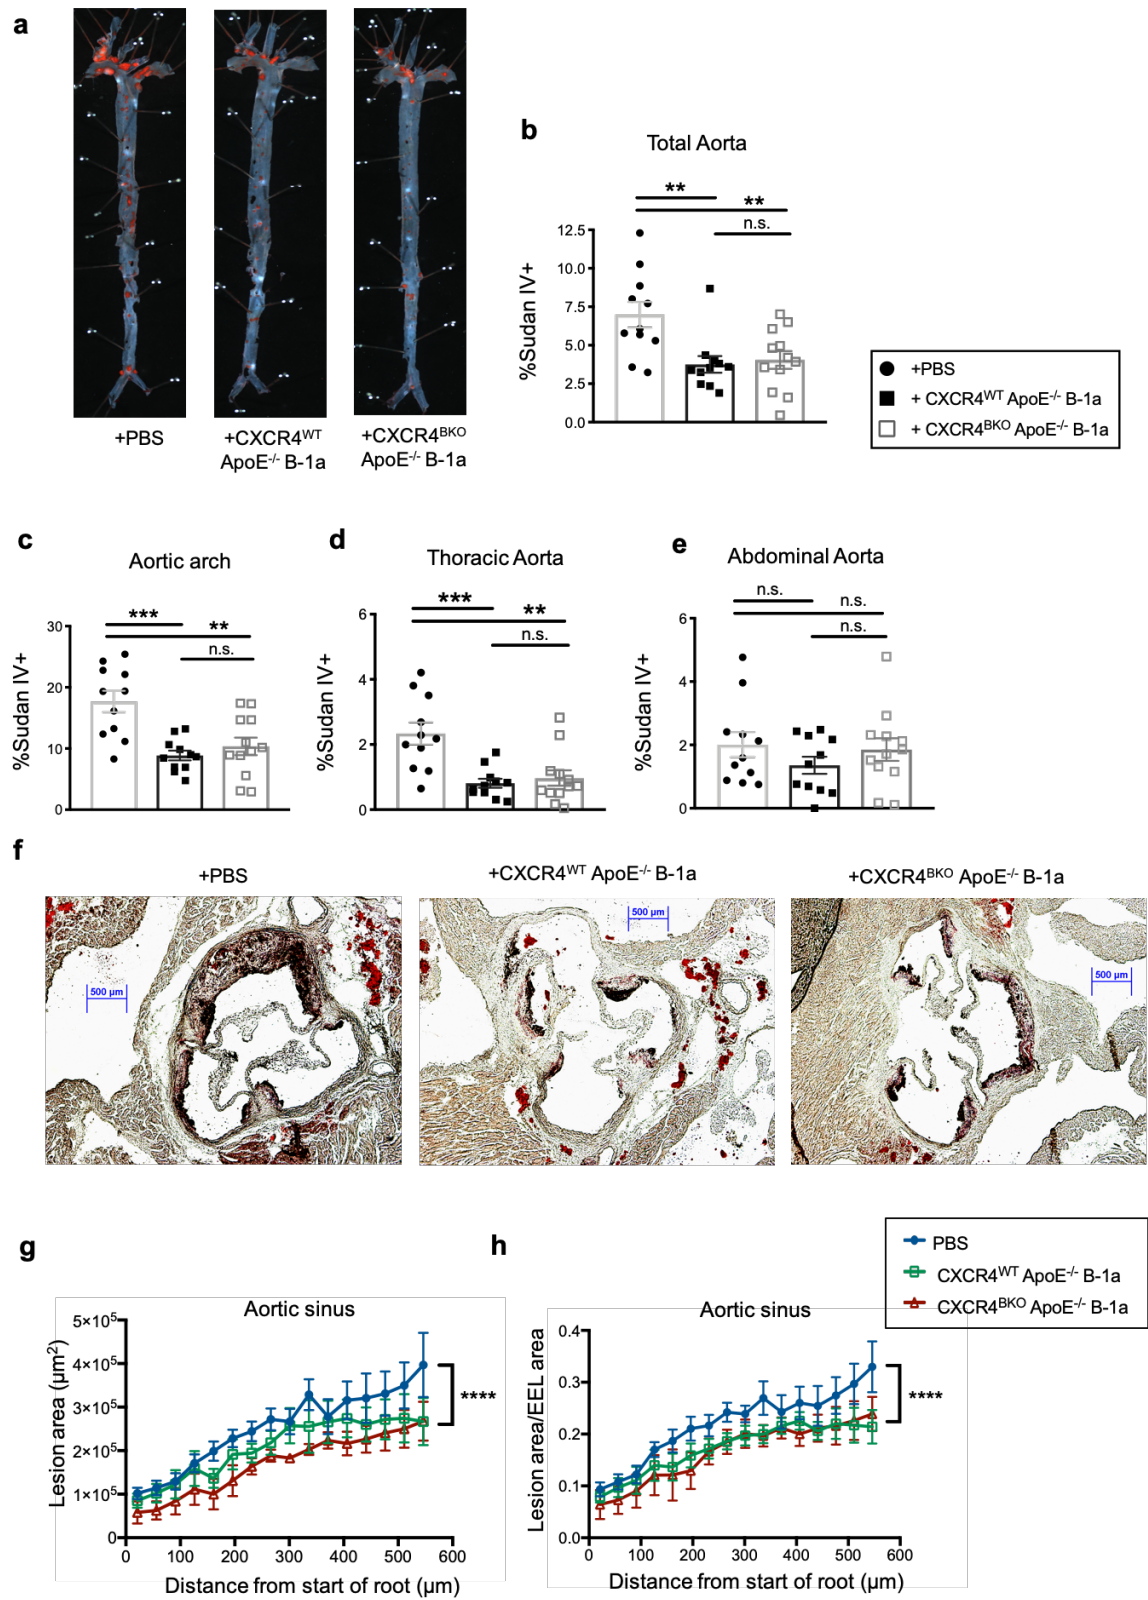 a
+PBS
+CXCR4ᵂᵀ
ApoE⁻/⁻ B-1a
+CXCR4ᴮᴷᴼ
ApoE⁻/⁻ B-1a
b
Total Aorta
**
**
n.s.
%Sudan IV+
12.5
10.0
7.5
5.0
2.5
0.0
+PBS
+ CXCR4ᵂᵀ ApoE⁻/⁻ B-1a
+ CXCR4ᴮᴷᴼ ApoE⁻/⁻ B-1a
c
Aortic arch
***
**
n.s.
%Sudan IV+
30
20
10
0
d
Thoracic Aorta
***
**
n.s.
%Sudan IV+
6
4
2
0
e
Abdominal Aorta
n.s.
n.s.
n.s.
%Sudan IV+
6
4
2
0
f
+PBS
+CXCR4ᵂᵀ ApoE⁻/⁻ B-1a
+CXCR4ᴮᴷᴼ ApoE⁻/⁻ B-1a
500 µm
500 µm
500 µm
g
Aortic sinus
Lesion area (µm²)
5×10⁵
4×10⁵
3×10⁵
2×10⁵
1×10⁵
0
****
0 100 200 300 400 500 600
Distance from start of root (µm)
h
PBS
CXCR4ᵂᵀ ApoE⁻/⁻ B-1a
CXCR4ᴮᴷᴼ ApoE⁻/⁻ B-1a
Aortic sinus
Lesion area/EEL area
0.4
0.3
0.2
0.1
0.0
****
0 100 200 300 400 500 600
Distance from start of root (µm)